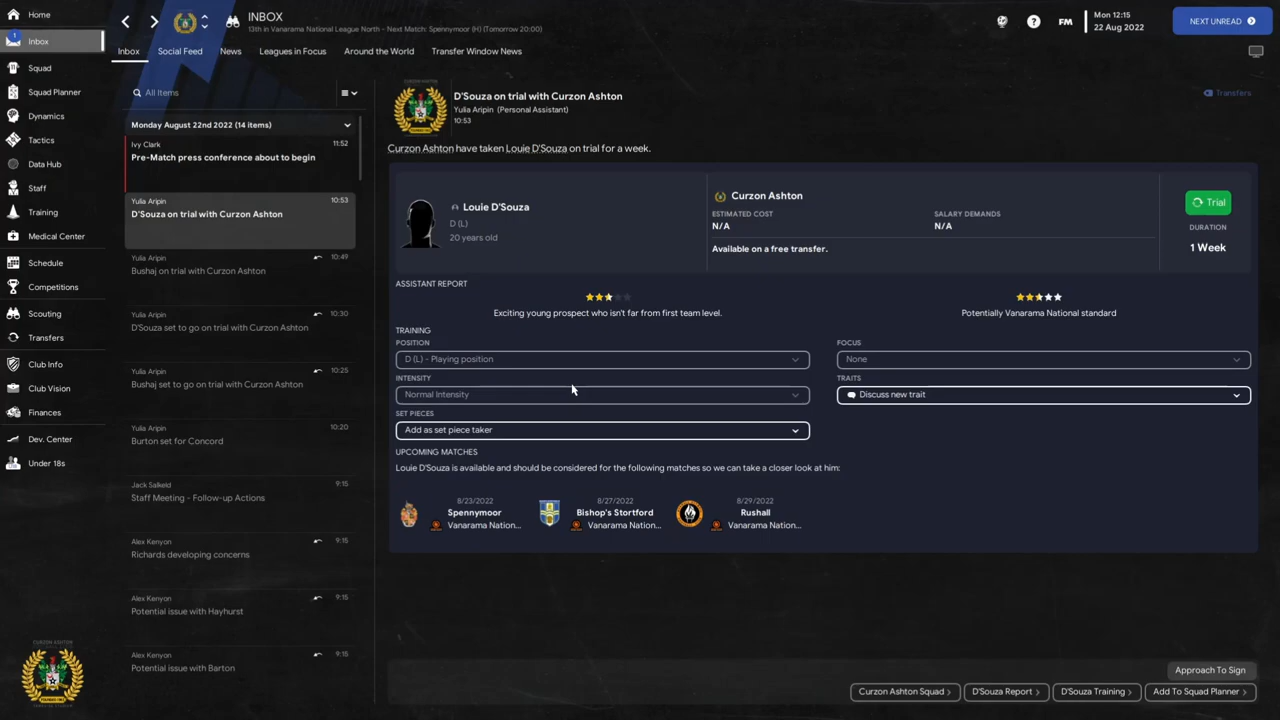 Home
1
Inbox
Squad
Squad Planner
Dynamics
Tactics
Data Hub
Staff
Training
Medical Center
Schedule
Competitions
Scouting
Transfers
Club Info
Club Vision
Finances
Dev. Center
Under 18s
CURZON ASHTON
INBOX
13th in Vanarama National League North - Next Match: Spennymoor (H) (Tomorrow 20:00)
FM
Mon 12:15
22 Aug 2022
NEXT UNREAD
Inbox
Social Feed
News
Leagues in Focus
Around the World
Transfer Window News
All Items
Monday August 22nd 2022 (14 items)
Ivy Clark
11:52
Pre-Match press conference about to begin
Yulia Aripin
10:53
D'Souza on trial with Curzon Ashton
Yulia Aripin
10:49
Bushaj on trial with Curzon Ashton
Yulia Aripin
10:30
D'Souza set to go on trial with Curzon Ashton
Yulia Aripin
10:25
Bushaj set to go on trial with Curzon Ashton
Yulia Aripin
10:20
Burton set for Concord
Jack Salkeld
9:15
Staff Meeting - Follow-up Actions
Alex Kenyon
9:15
Richards developing concerns
Alex Kenyon
9:15
Potential issue with Hayhurst
Alex Kenyon
9:15
Potential issue with Barton
D'Souza on trial with Curzon Ashton
Yulia Aripin (Personal Assistant)
10:53
Transfers
Curzon Ashton have taken Louie D'Souza on trial for a week.
Louie D'Souza
D (L)
20 years old
Curzon Ashton
ESTIMATED COST
N/A
SALARY DEMANDS
N/A
Available on a free transfer.
Trial
DURATION
1 Week
ASSISTANT REPORT
Exciting young prospect who isn't far from first team level.
Potentially Vanarama National standard
TRAINING
POSITION
D (L) - Playing position
FOCUS
None
INTENSITY
Normal Intensity
TRAITS
Discuss new trait
SET PIECES
Add as set piece taker
UPCOMING MATCHES
Louie D'Souza is available and should be considered for the following matches so we can take a closer look at him:
8/23/2022
Spennymoor
Vanarama Nation...
8/27/2022
Bishop's Stortford
Vanarama Nation...
8/29/2022
Rushall
Vanarama Nation...
Approach To Sign
Curzon Ashton Squad
D'Souza Report
D'Souza Training
Add To Squad Planner